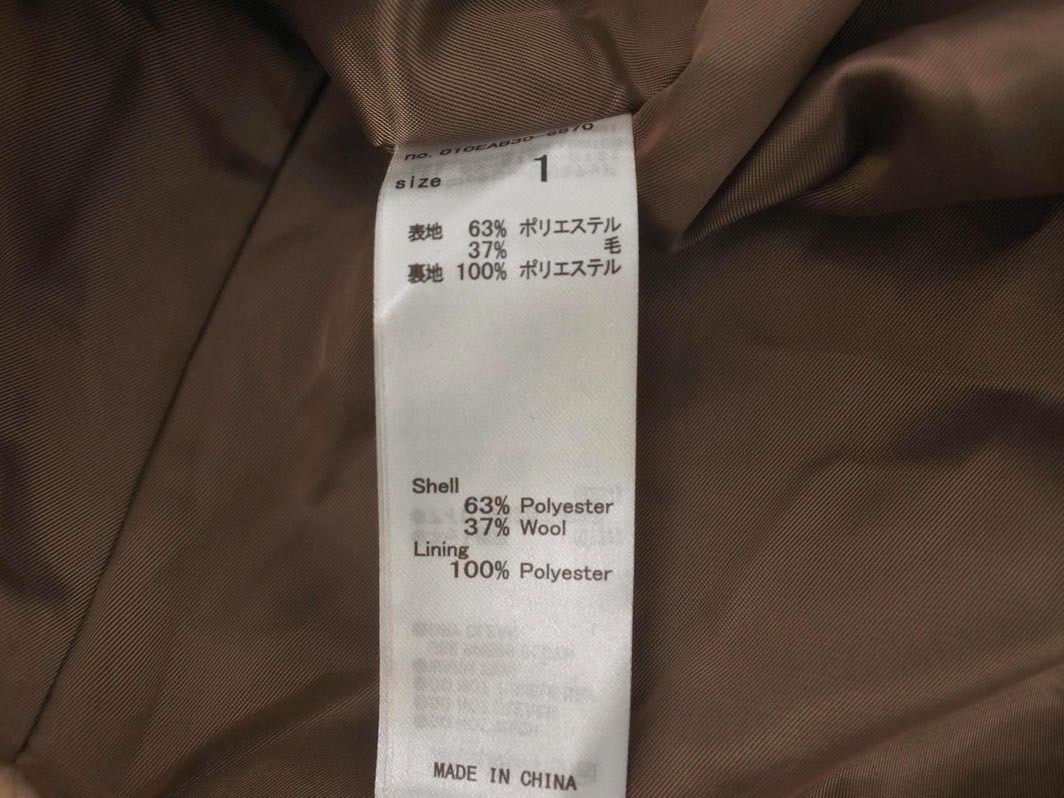 no.
size 1
表地 63% ポリエステル
37% 毛
裏地 100% ポリエステル
Shell
63% Polyester
37% Wool
Lining
100% Polyester
MADE IN CHINA